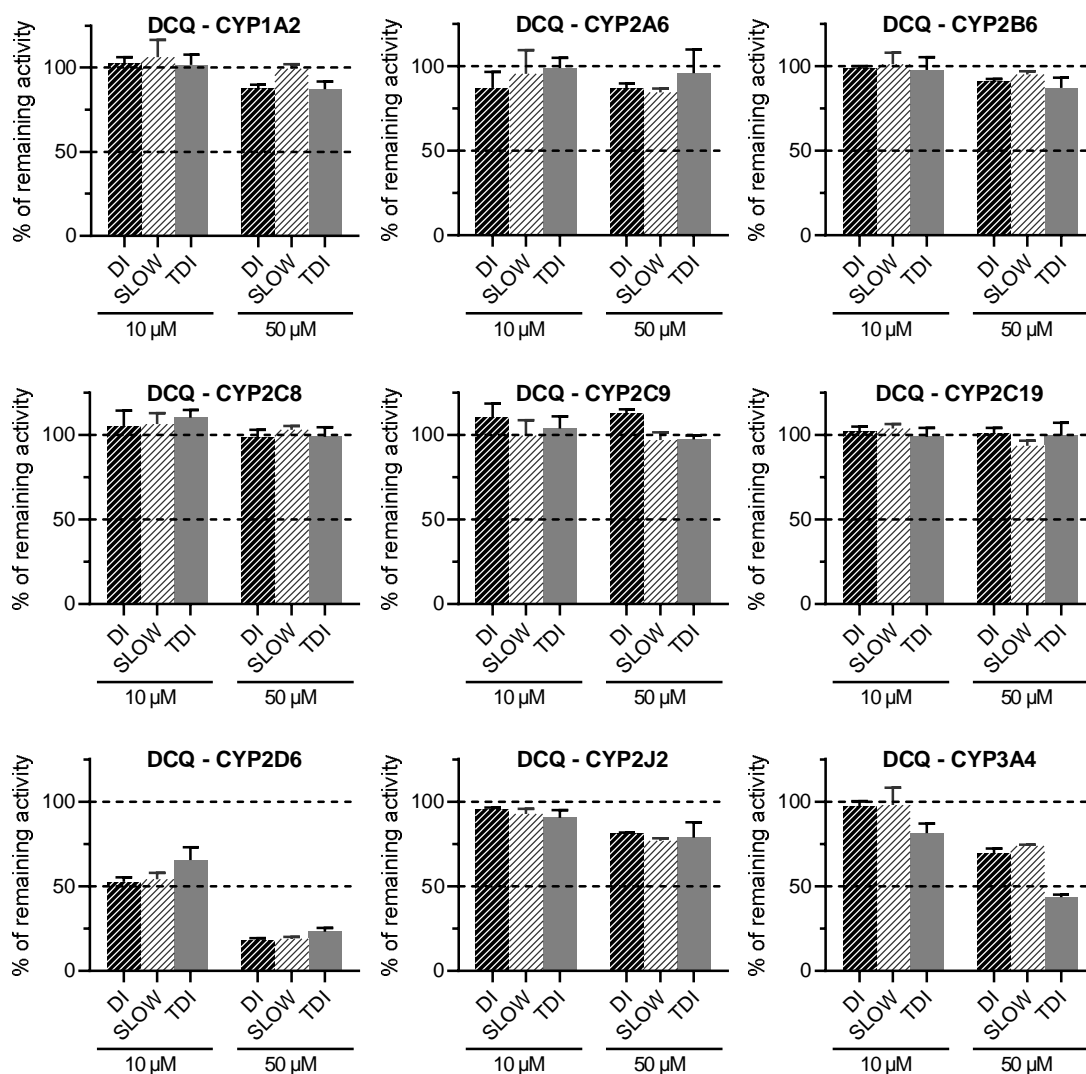 DCQ - CYP1A2
% of remaining activity
100
50
0
DI
SLOW
TDI
DI
SLOW
TDI
10 µM
50 µM
DCQ - CYP2A6
% of remaining activity
100
50
0
DI
SLOW
TDI
DI
SLOW
TDI
10 µM
50 µM
DCQ - CYP2B6
% of remaining activity
100
50
0
DI
SLOW
TDI
DI
SLOW
TDI
10 µM
50 µM
DCQ - CYP2C8
% of remaining activity
100
50
0
DI
SLOW
TDI
DI
SLOW
TDI
10 µM
50 µM
DCQ - CYP2C9
% of remaining activity
100
50
0
DI
SLOW
TDI
DI
SLOW
TDI
10 µM
50 µM
DCQ - CYP2C19
% of remaining activity
100
50
0
DI
SLOW
TDI
DI
SLOW
TDI
10 µM
50 µM
DCQ - CYP2D6
% of remaining activity
100
50
0
DI
SLOW
TDI
DI
SLOW
TDI
10 µM
50 µM
DCQ - CYP2J2
% of remaining activity
100
50
0
DI
SLOW
TDI
DI
SLOW
TDI
10 µM
50 µM
DCQ - CYP3A4
% of remaining activity
100
50
0
DI
SLOW
TDI
DI
SLOW
TDI
10 µM
50 µM